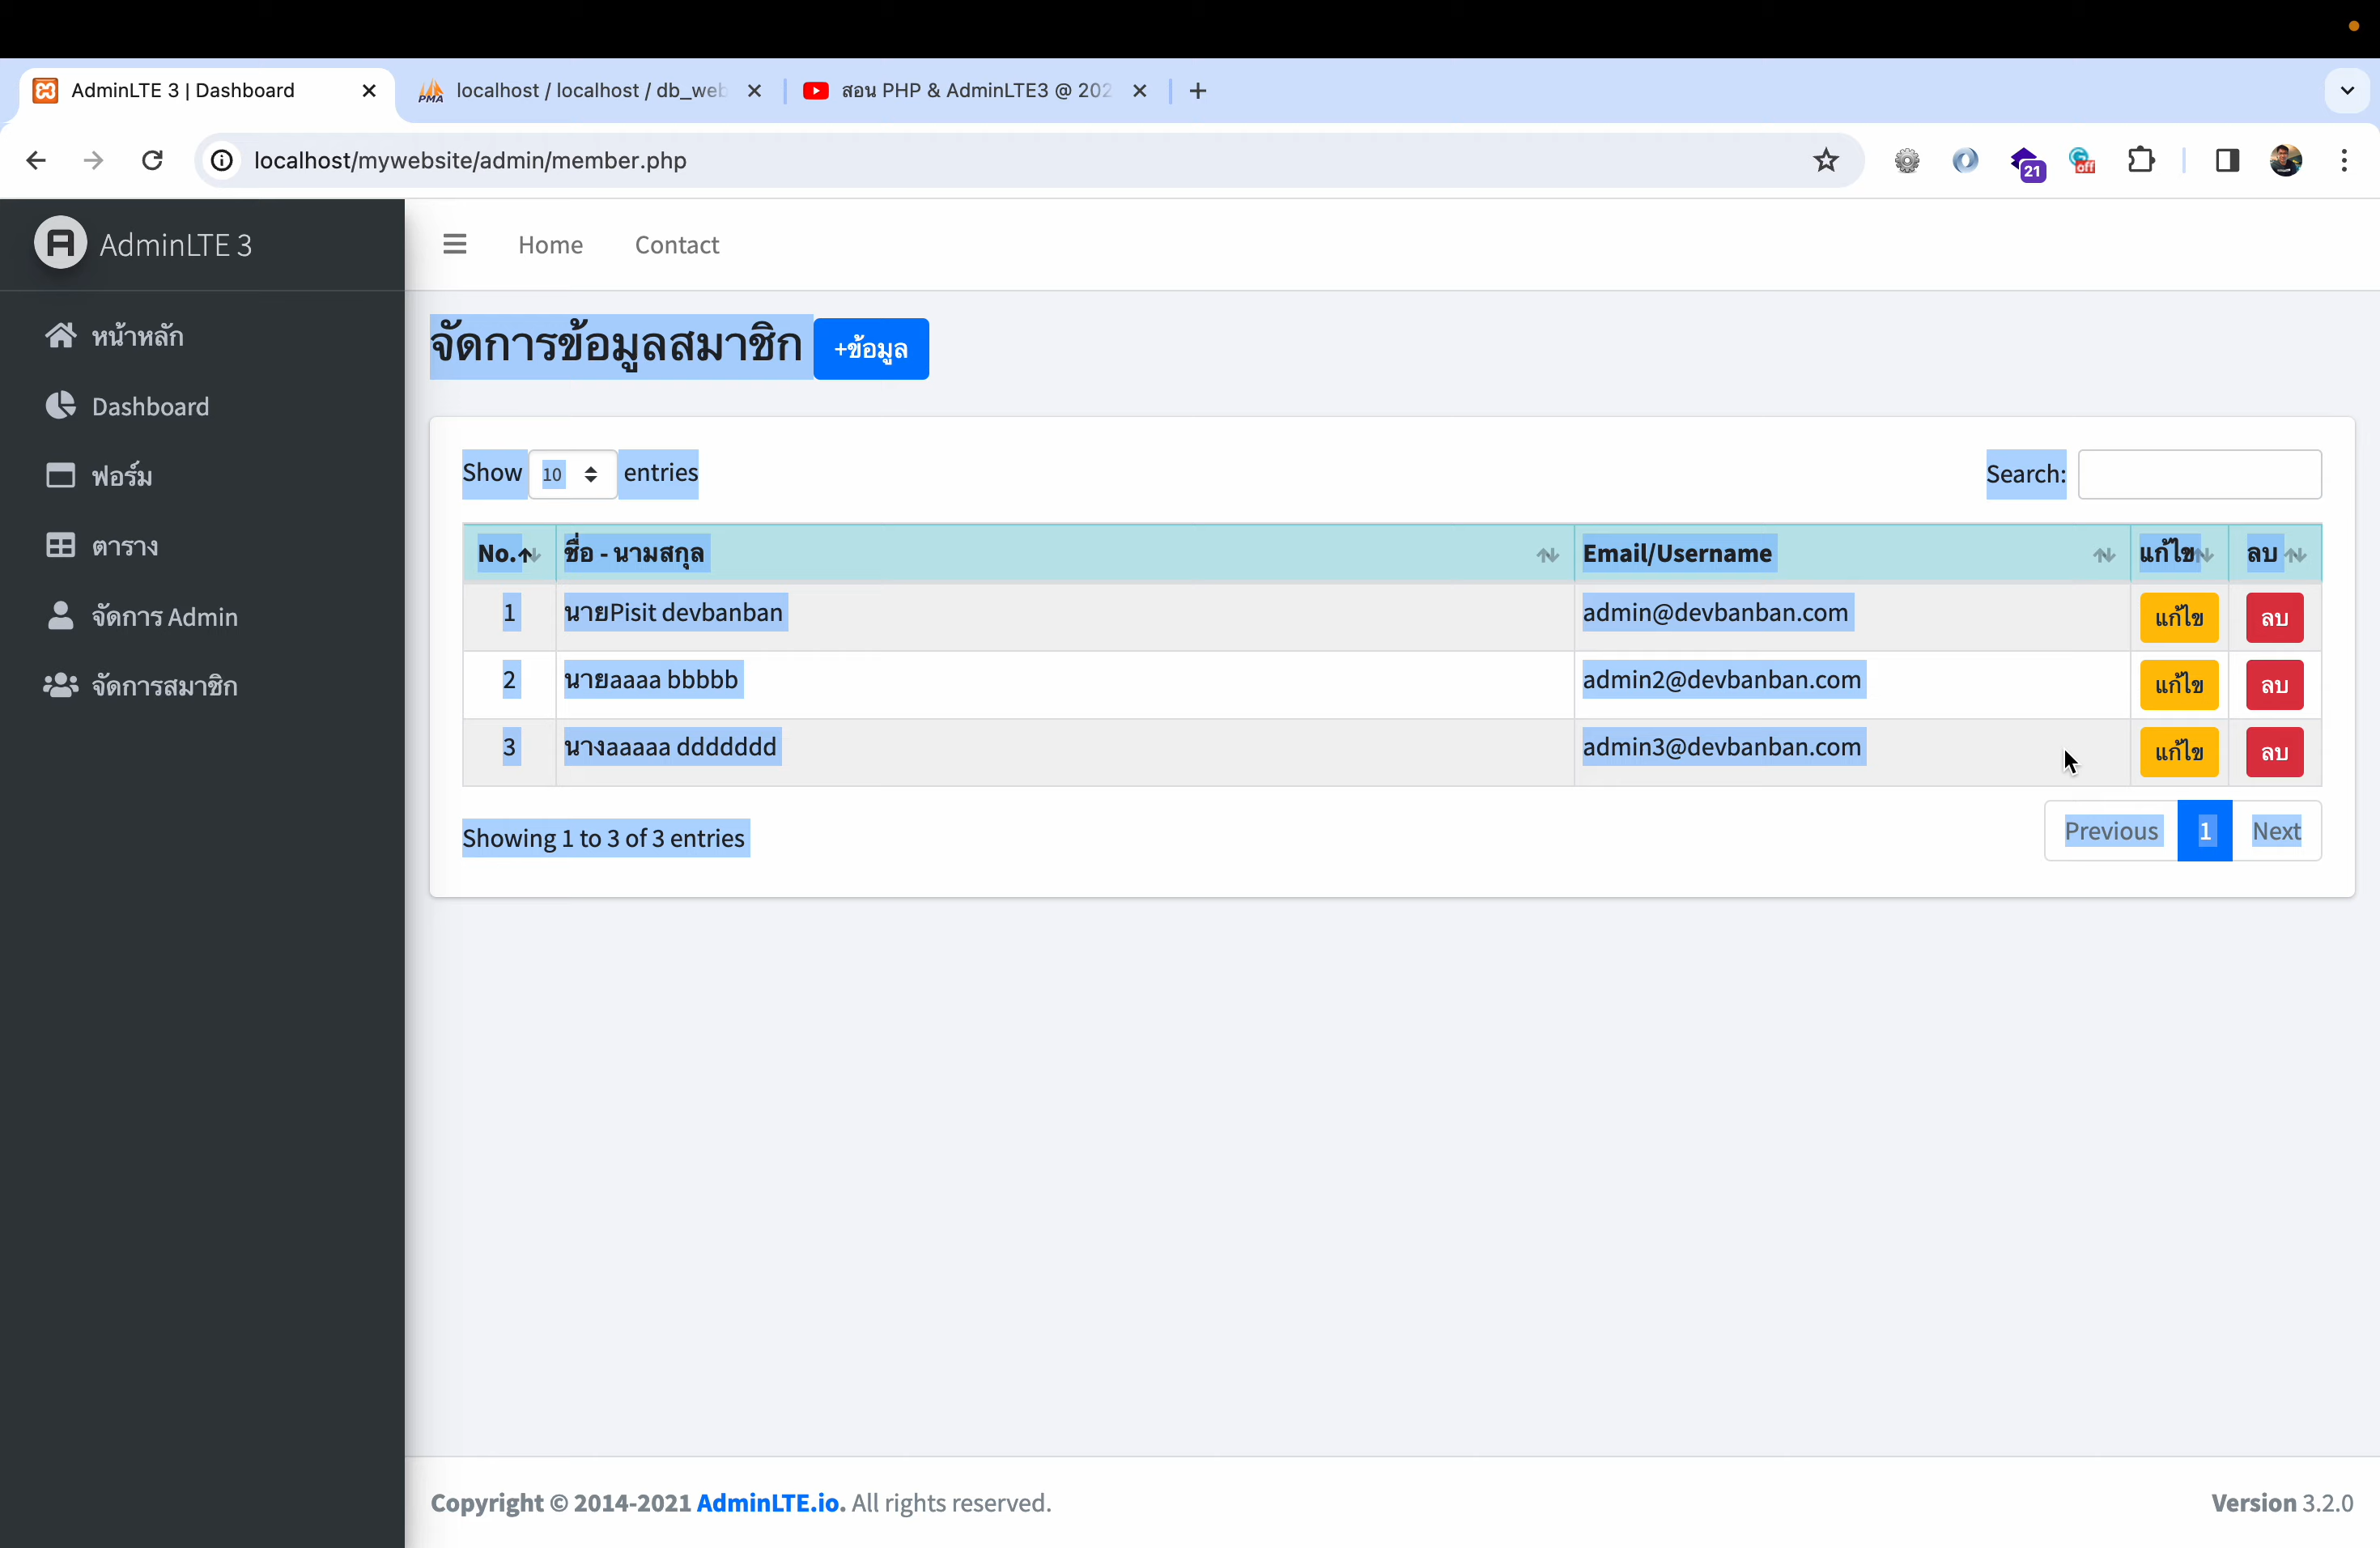 AdminLTE 3 | Dashboard
localhost / localhost / db_web
สอน PHP & AdminLTE3 @ 202
localhost/mywebsite/admin/member.php
21
off
AdminLTE 3
Home
Contact
หน้าหลัก
Dashboard
ฟอร์ม
ตาราง
จัดการ Admin
จัดการสมาชิก
จัดการข้อมูลสมาชิก +ข้อมูล
Show 10 entries
Search:
No. ชื่อ - นามสกุล Email/Username แก้ไข ลบ
1 นายPisit devbanban admin@devbanban.com แก้ไข ลบ
2 นายaaaa bbbbb admin2@devbanban.com แก้ไข ลบ
3 นางaaaaa ddddddd admin3@devbanban.com แก้ไข ลบ
Showing 1 to 3 of 3 entries
Previous 1 Next
Copyright © 2014-2021 AdminLTE.io. All rights reserved.
Version 3.2.0